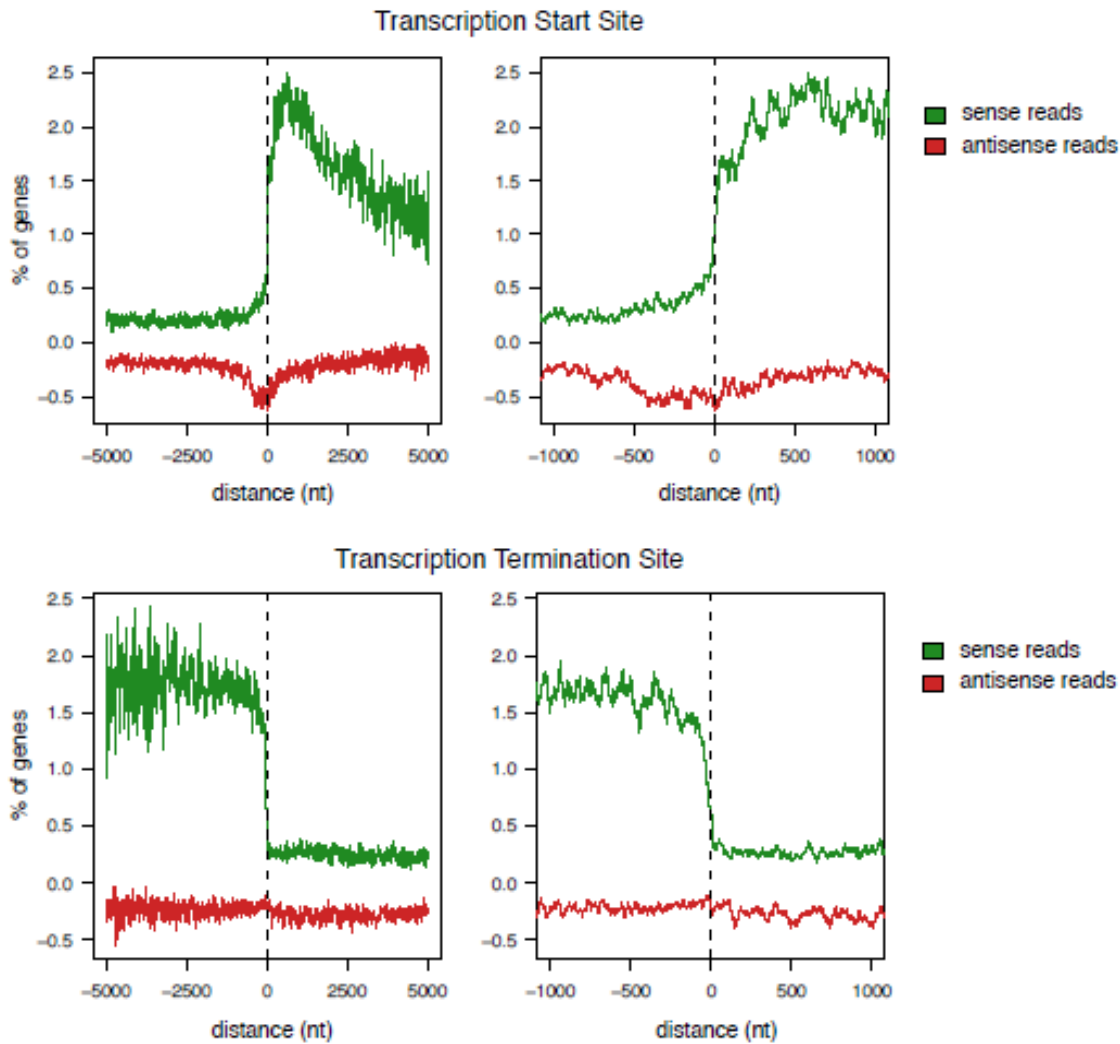 Transcription Start Site
2.5
2.0
1.5
1.0
0.5
0.0
−0.5
% of genes
−5000 −2500 0 2500 5000
distance (nt)
2.5
2.0
1.5
1.0
0.5
0.0
−0.5
−1000 −500 0 500 1000
distance (nt)
sense reads
antisense reads
Transcription Termination Site
2.5
2.0
1.5
1.0
0.5
0.0
−0.5
% of genes
−5000 −2500 0 2500 5000
distance (nt)
2.5
2.0
1.5
1.0
0.5
0.0
−0.5
−1000 −500 0 500 1000
distance (nt)
sense reads
antisense reads